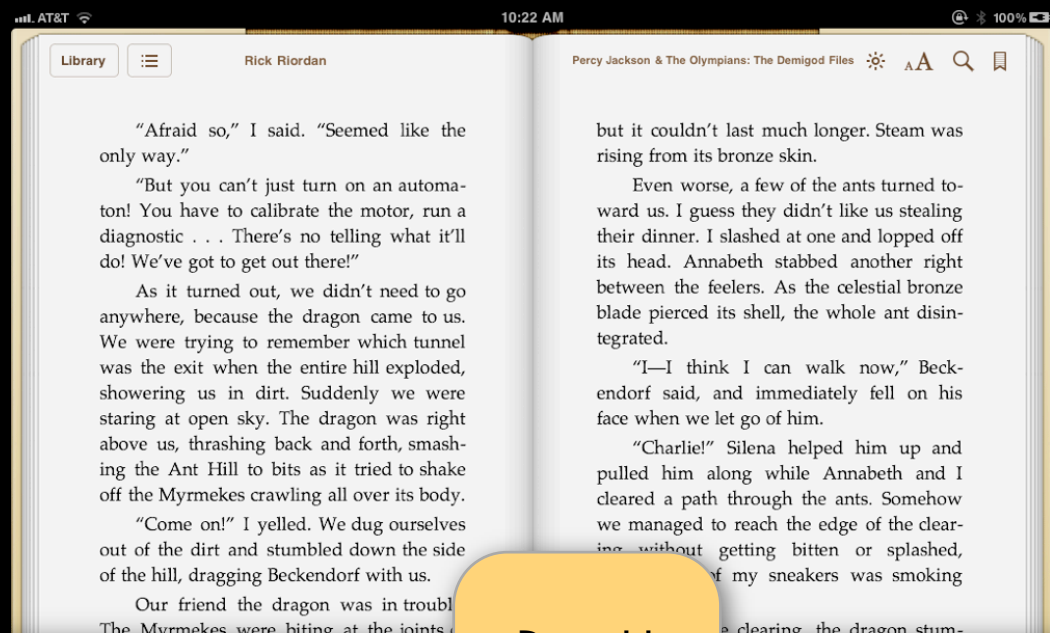 AT&T
10:22 AM
100%
Library
Rick Riordan
Percy Jackson & The Olympians: The Demigod Files
AA
“Afraid so,” I said. “Seemed like the
only way.”
“But you can’t just turn on an automa-
ton! You have to calibrate the motor, run a
diagnostic . . . There’s no telling what it’ll
do! We’ve got to get out there!”
As it turned out, we didn’t need to go
anywhere, because the dragon came to us.
We were trying to remember which tunnel
was the exit when the entire hill exploded,
showering us in dirt. Suddenly we were
staring at open sky. The dragon was right
above us, thrashing back and forth, smash-
ing the Ant Hill to bits as it tried to shake
off the Myrmekes crawling all over its body.
“Come on!” I yelled. We dug ourselves
out of the dirt and stumbled down the side
of the hill, dragging Beckendorf with us.
Our friend the dragon was in
The Myrmekes were biting at the joints
but it couldn’t last much longer. Steam was
rising from its bronze skin.
Even worse, a few of the ants turned to-
ward us. I guess they didn’t like us stealing
their dinner. I slashed at one and lopped off
its head. Annabeth stabbed another right
between the feelers. As the celestial bronze
blade pierced its shell, the whole ant disin-
tegrated.
“I—I think I can walk now,” Beck-
endorf said, and immediately fell on his
face when we let go of him.
“Charlie!” Silena helped him up and
pulled him along while Annabeth and I
cleared a path through the ants. Somehow
we managed to reach the edge of the clear-
ing without getting bitten or splashed,
my sneakers was smoking
clearing, the dragon stum-